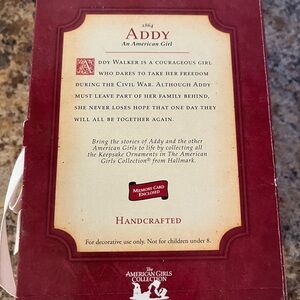 1864
ADDY
An American Girl
ADDY WALKER IS A COURAGEOUS GIRL
WHO DARES TO TAKE HER FREEDOM
DURING THE CIVIL WAR. ALTHOUGH ADDY
MUST LEAVE PART OF HER FAMILY BEHIND,
SHE NEVER LOSES HOPE THAT ONE DAY THEY
WILL ALL BE TOGETHER AGAIN.
Bring the stories of Addy and the other
American Girls to life by collecting all
the Keepsake Ornaments in The American
Girls Collection® from Hallmark.
MEMORY CARD
ENCLOSED
HANDCRAFTED
For decorative use only. Not for children under 8.
The
AMERICAN GIRLS
COLLECTION